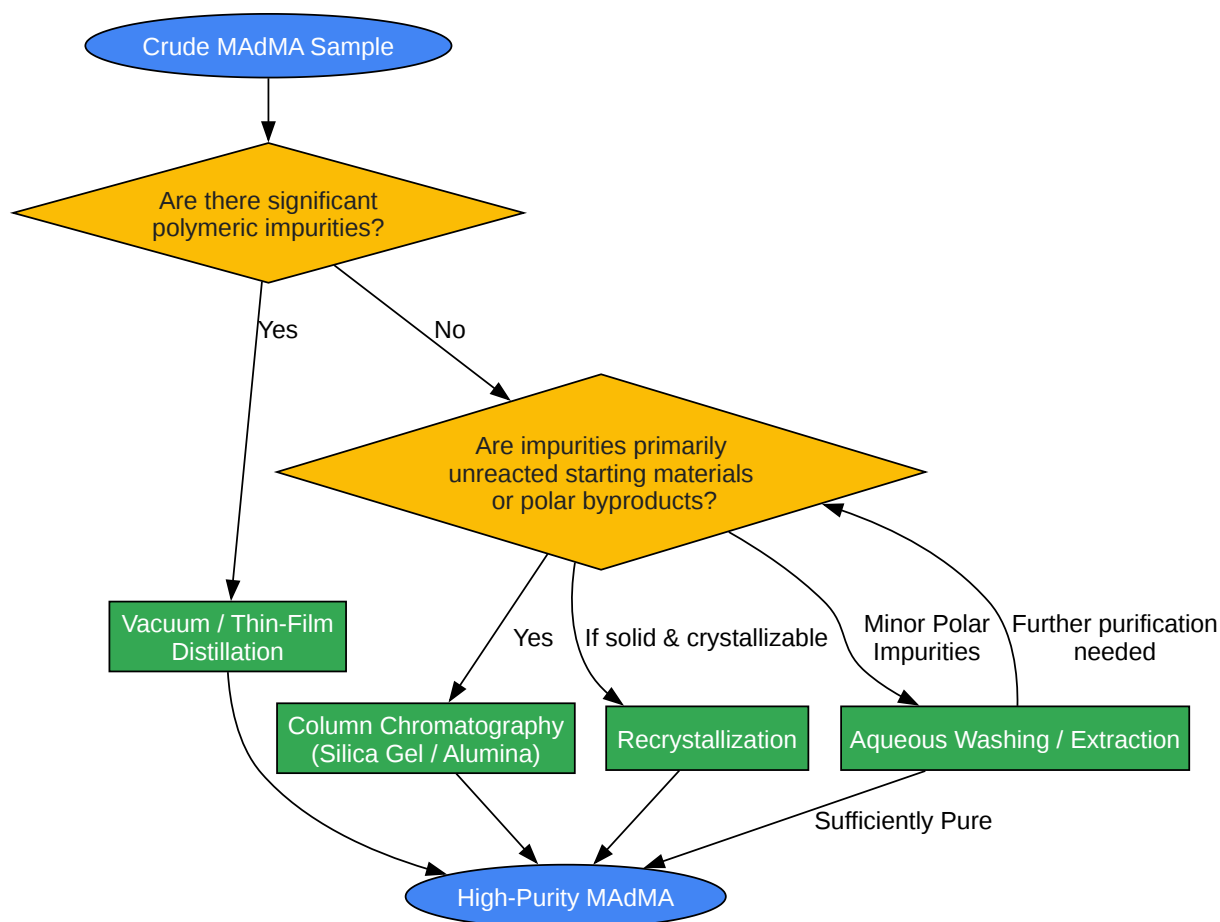 Crude MAdMA Sample
Are there significant
polymeric impurities?
Yes
No
Are impurities primarily
unreacted starting materials
or polar byproducts?
Vacuum / Thin-Film
Distillation
Yes
If solid & crystallizable
Minor Polar
Impurities
Further purification
needed
Column Chromatography
(Silica Gel / Alumina)
Recrystallization
Aqueous Washing / Extraction
Sufficiently Pure
High-Purity MAdMA